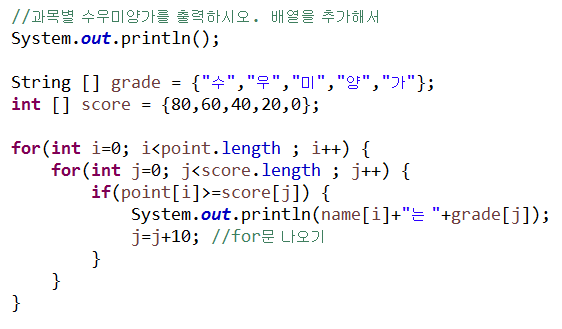 //과목별 수우미양가를 출력하시오. 배열을 추가해서
System.out.println();
String [] grade = {"수","우","미","양","가"};
int [] score = {80,60,40,20,0};
for(int i=0; i<point.length ; i++) {
for(int j=0; j<score.length ; j++) {
if(point[i]>=score[j]) {
System.out.println(name[i]+"는 "+grade[j]);
j=j+10; //for문 나오기
}
}
}